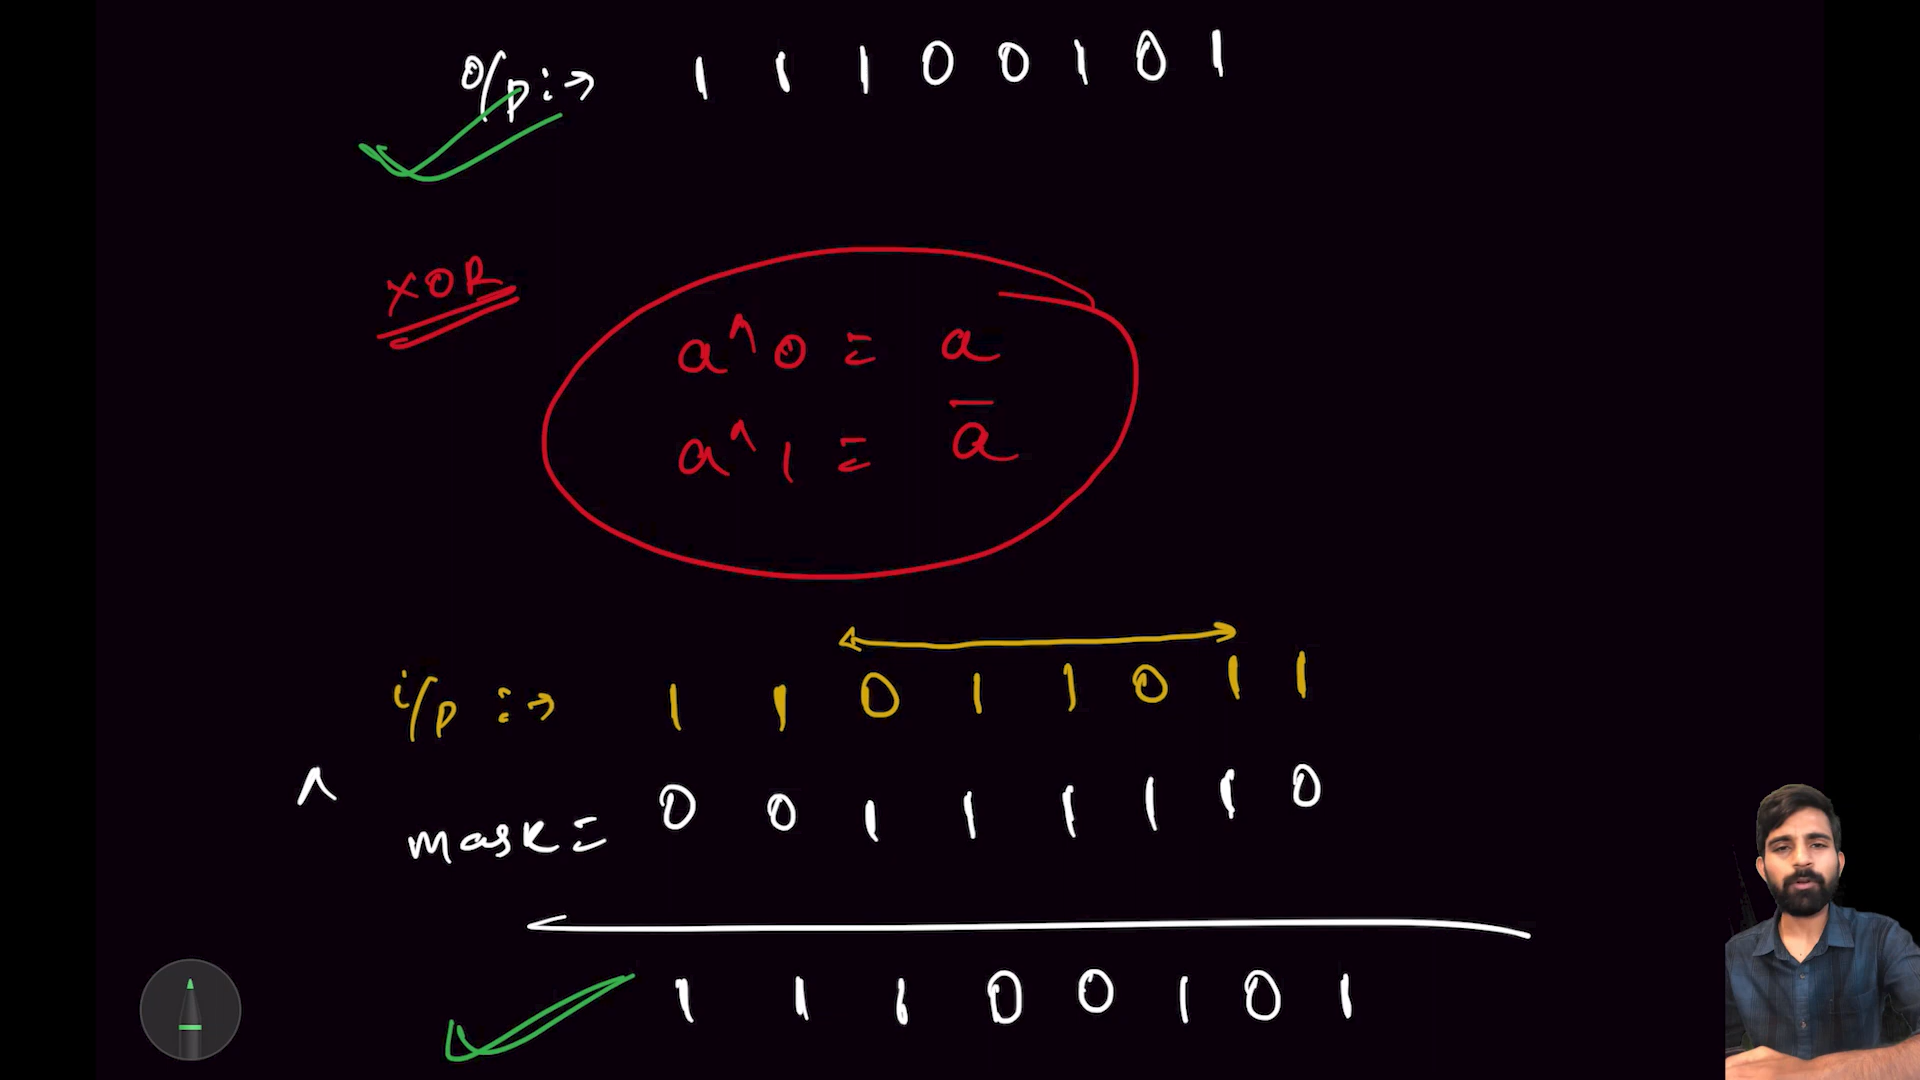 o/p :→ 1 1 1 0 0 1 0 1
XOR
a^0 = a
a^1 = a̅
i/p :→ 1 1 0 1 1 0 1 1
^
mask = 0 0 1 1 1 1 1 0
1 1 1 0 0 1 0 1